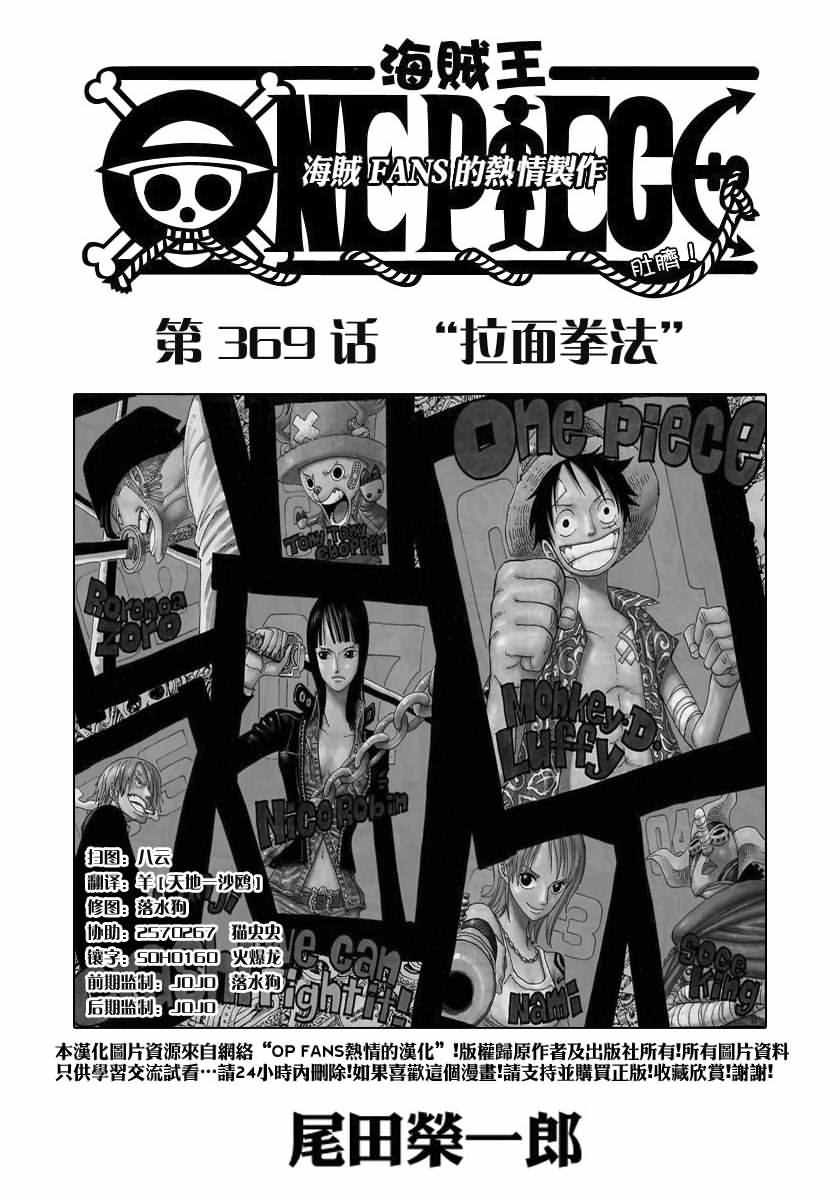 海賊王
ONE PIECE
海賊 FANS 的熱情製作
肚臍！
第 369 话 “拉面拳法”
One piece
TONY TONY
CHOPPER
Roronoa
Zoro
Monkey·D.
Luffy
Nico Robin
扫图：八云
翻译：羊[天地一沙鸥]
修图：落水狗
协助：2570267 猫央央
镶字：SOHO160 火爆龙
前期监制：JOJO 落水狗
后期监制：JOJO
04
3
we can
fight it!
Nami
Soge
King
本漢化圖片資源來自網絡“OP FANS熱情的漢化”!版權歸原作者及出版社所有!所有圖片資料
只供學習交流試看…請24小時內刪除!如果喜歡這個漫畫!請支持並購買正版!收藏欣賞!謝謝!
尾田榮一郎